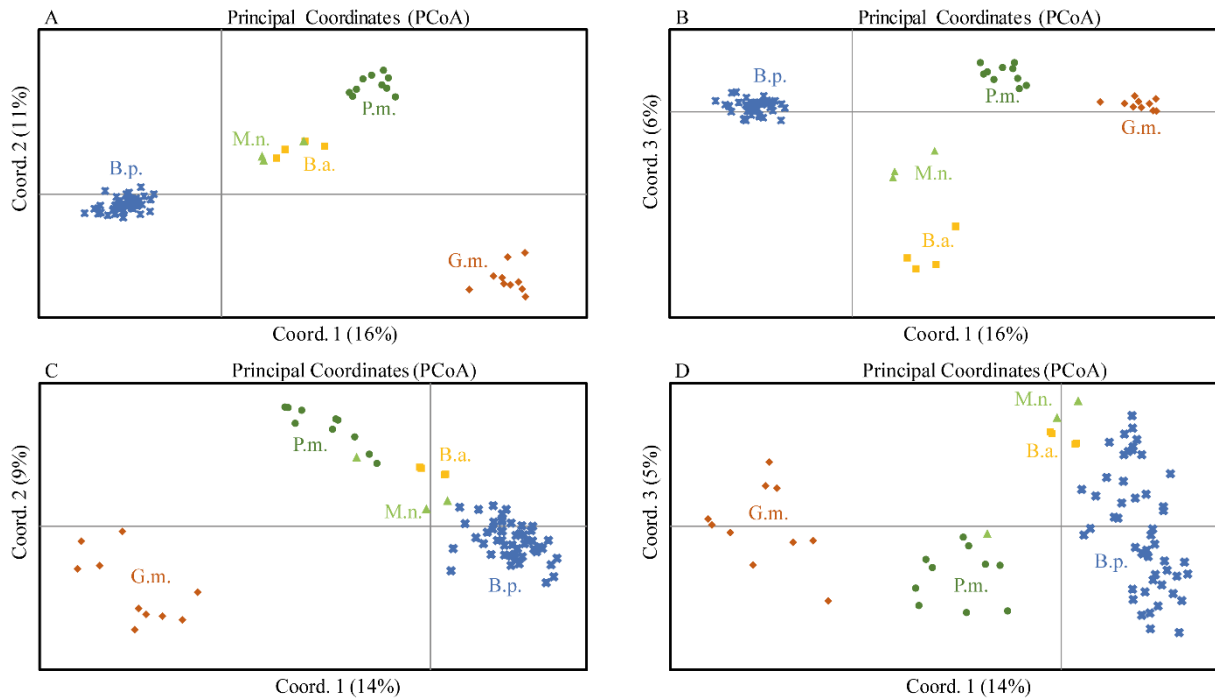 A Principal Coordinates (PCoA)
Coord. 2 (11%)
P.m.
M.n.
B.a.
B.p.
G.m.
Coord. 1 (16%)
B Principal Coordinates (PCoA)
Coord. 3 (6%)
B.p.
P.m.
G.m.
M.n.
B.a.
Coord. 1 (16%)
C Principal Coordinates (PCoA)
Coord. 2 (9%)
P.m.
B.a.
M.n.
G.m.
B.p.
Coord. 1 (14%)
D Principal Coordinates (PCoA)
Coord. 3 (5%)
M.n.
B.a.
G.m.
B.p.
P.m.
Coord. 1 (14%)